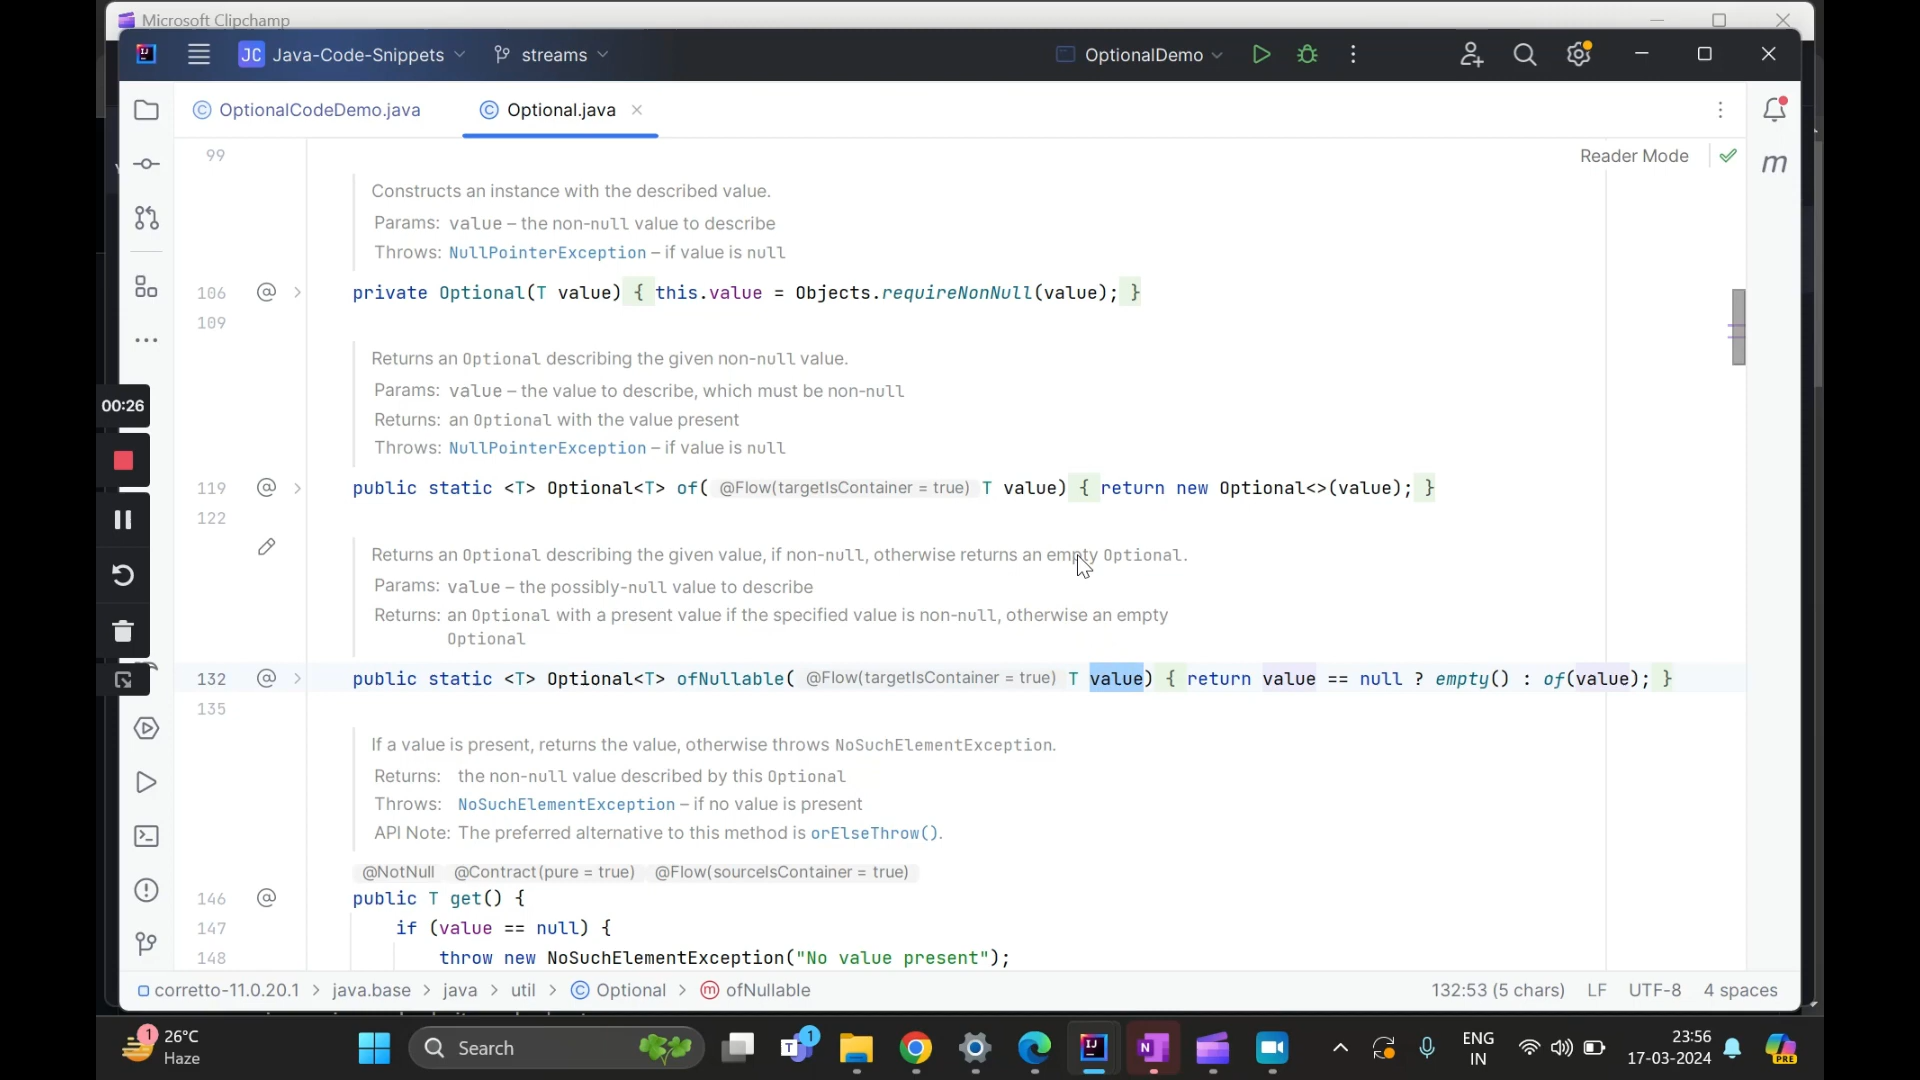 Microsoft Clipchamp
JC Java-Code-Snippets streams OptionalDemo
OptionalCodeDemo.java Optional.java
99 Reader Mode
Constructs an instance with the described value.
Params: value – the non-null value to describe
Throws: NullPointerException – if value is null
106 @ private Optional(T value) { this.value = Objects.requireNonNull(value); }
109
Returns an Optional describing the given non-null value.
Params: value – the value to describe, which must be non-null
00:26
Returns: an Optional with the value present
Throws: NullPointerException – if value is null
119 @ public static <T> Optional<T> of( @Flow(targetIsContainer = true) T value) { return new Optional<>(value); }
122
Returns an Optional describing the given value, if non-null, otherwise returns an empty Optional.
Params: value – the possibly-null value to describe
Returns: an Optional with a present value if the specified value is non-null, otherwise an empty
Optional
132 @ public static <T> Optional<T> ofNullable( @Flow(targetIsContainer = true) T value) { return value == null ? empty() : of(value); }
135
If a value is present, returns the value, otherwise throws NoSuchElementException.
Returns: the non-null value described by this Optional
Throws: NoSuchElementException – if no value is present
API Note: The preferred alternative to this method is orElseThrow().
@NotNull @Contract(pure = true) @Flow(sourceIsContainer = true)
146 @ public T get() {
147 if (value == null) {
148 throw new NoSuchElementException("No value present");
corretto-11.0.20.1 > java.base > java > util > Optional > ofNullable 132:53 (5 chars) LF UTF-8 4 spaces
1 26°C
Haze
Search
1
ENG
IN
23:56
17-03-2024
PRE